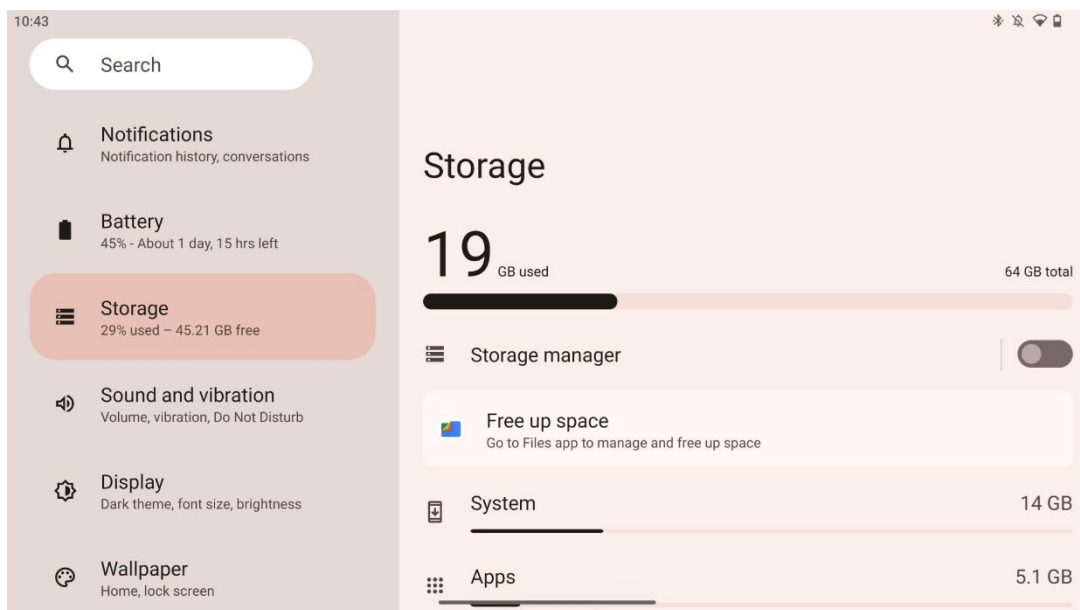 10:43
Search
Notifications
Notification history, conversations
Battery
45% - About 1 day, 15 hrs left
Storage
29% used – 45.21 GB free
Sound and vibration
Volume, vibration, Do Not Disturb
Display
Dark theme, font size, brightness
Wallpaper
Home, lock screen
Storage
19 GB used
64 GB total
Storage manager
Free up space
Go to Files app to manage and free up space
System
14 GB
Apps
5.1 GB